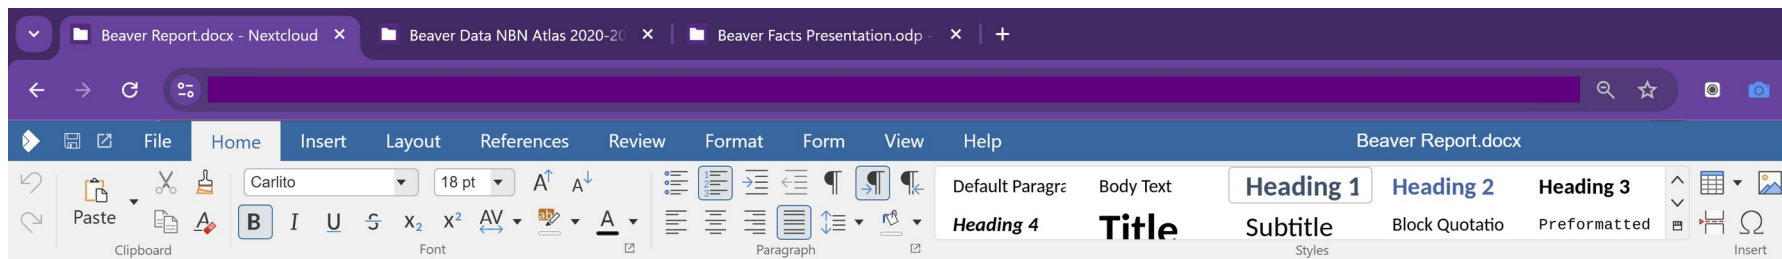 Beaver Report.docx - Nextcloud Beaver Data NBN Atlas 2020-20 Beaver Facts Presentation.odp -
File Home Insert Layout References Review Format Form View Help Beaver Report.docx
Carlito 18 pt Default Paragra Body Text Heading 1 Heading 2 Heading 3
Paste Heading 4 Title Subtitle Block Quotatio Preformatted
Clipboard Font Paragraph Styles Insert